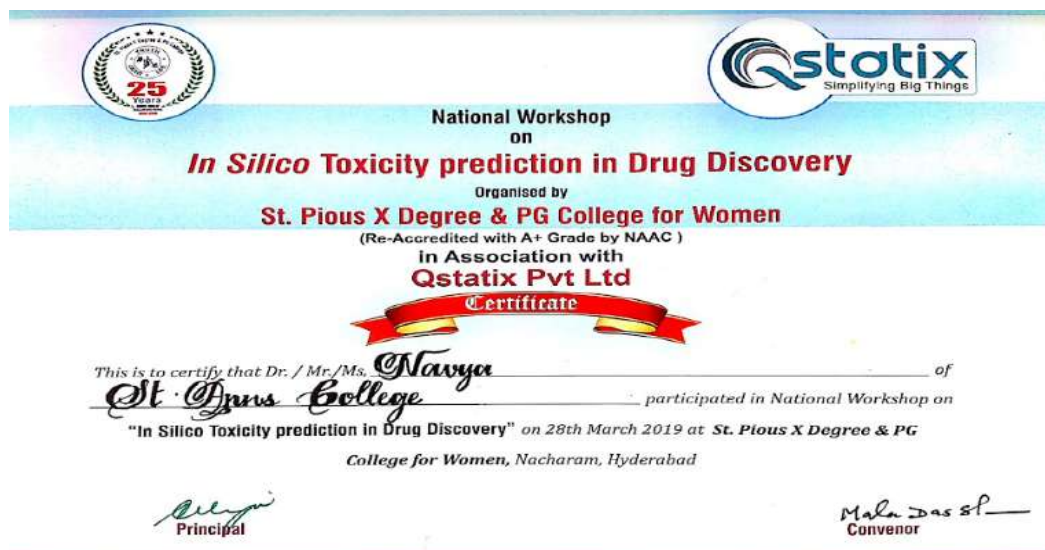 25
Years
Qstatix
Simplifying Big Things
National Workshop
on
In Silico Toxicity prediction in Drug Discovery
Organised by
St. Pious X Degree & PG College for Women
(Re-Accredited with A+ Grade by NAAC )
in Association with
Qstatix Pvt Ltd
Certificate
This is to certify that Dr. / Mr./Ms. Navya of
St. Anns College participated in National Workshop on
"In Silico Toxicity prediction in Drug Discovery" on 28th March 2019 at St. Pious X Degree & PG
College for Women, Nacharam, Hyderabad
Principal
Mala Das
Convenor